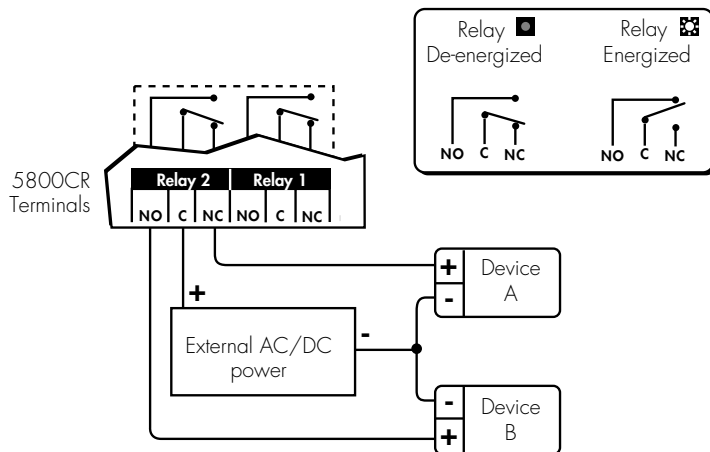 Relay Relay
De-energized Energized
NO C NC NO C NC
5800CR
Terminals
Relay 2 Relay 1
NO C NC NO C NC
+
-
External AC/DC
power
+
-
Device
A
-
+
Device
B